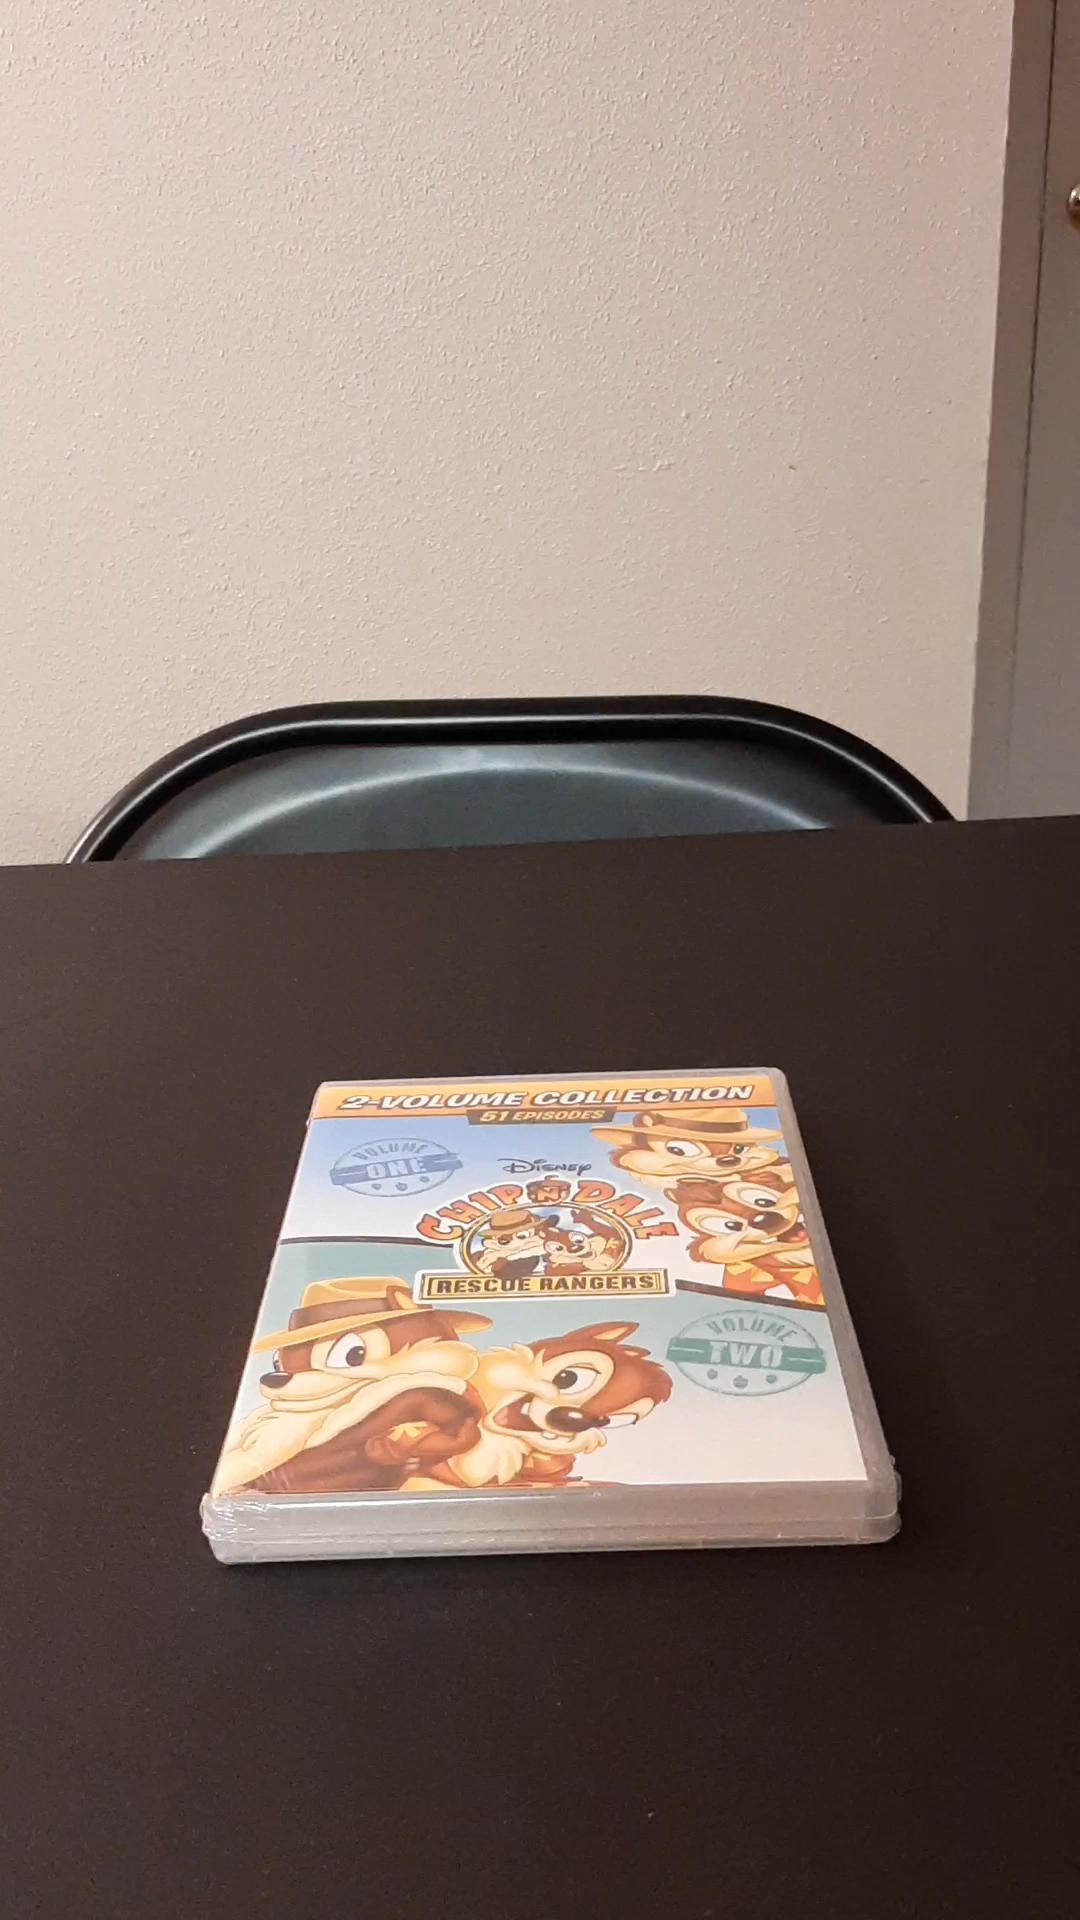 2-VOLUME COLLECTION
51 EPISODES
VOLUME
ONE
Disney
CHIP 'N' DALE
RESCUE RANGERS
VOLUME
TWO